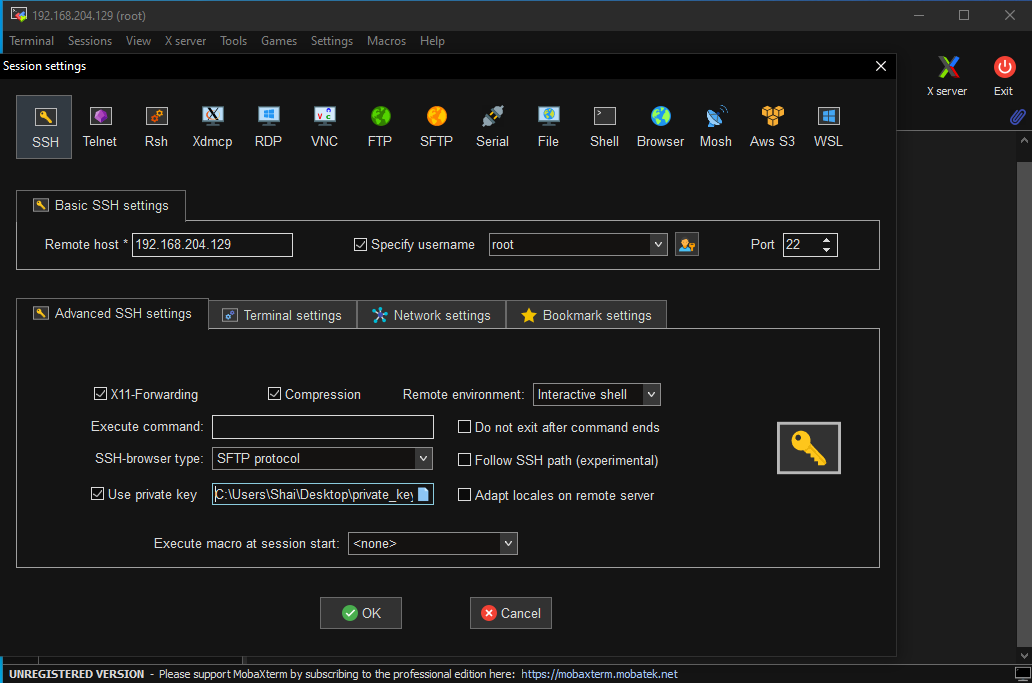 192.168.204.129 (root)
Terminal Sessions View X server Tools Games Settings Macros Help
Session settings
X server Exit
SSH Telnet Rsh Xdmcp RDP VNC FTP SFTP Serial File Shell Browser Mosh Aws S3 WSL
Basic SSH settings
Remote host * 192.168.204.129 Specify username root Port 22
Advanced SSH settings Terminal settings Network settings Bookmark settings
X11-Forwarding Compression Remote environment: Interactive shell
Execute command: Do not exit after command ends
SSH-browser type: SFTP protocol Follow SSH path (experimental)
Use private key C:\Users\Shai\Desktop\private_key Adapt locales on remote server
Execute macro at session start: <none>
OK Cancel
UNREGISTERED VERSION - Please support MobaXterm by subscribing to the professional edition here: https://mobaxterm.mobatek.net